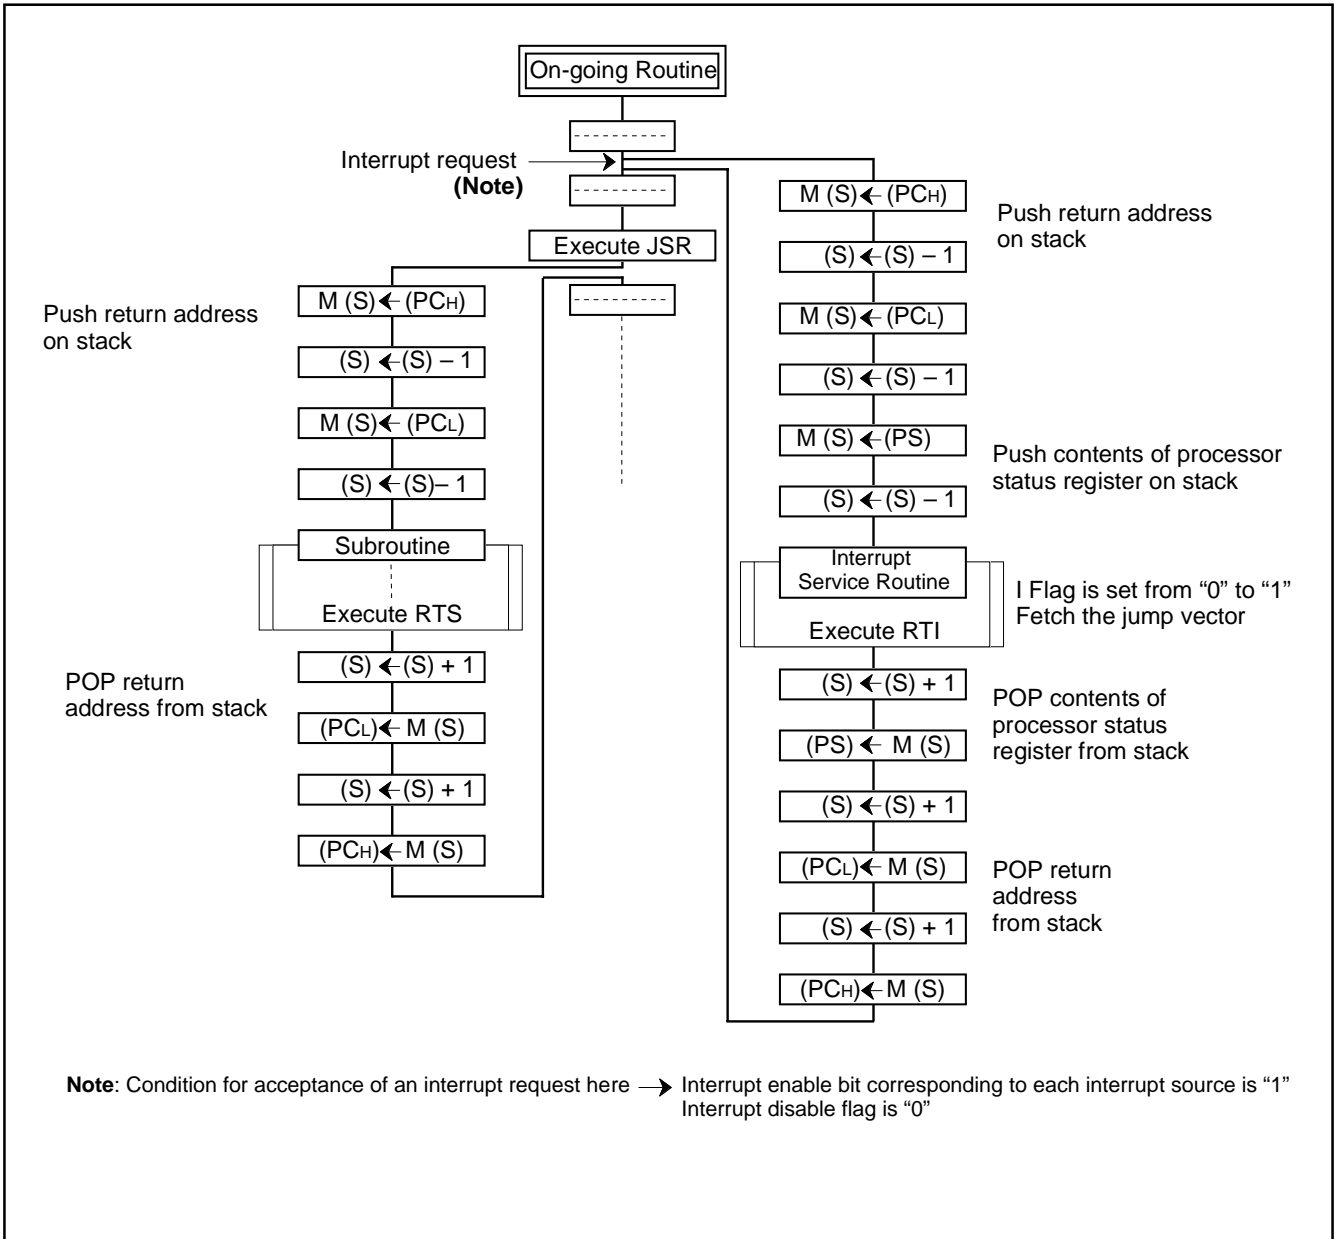 On-going Routine
Interrupt request
(Note)
Execute JSR
Push return address
on stack
M (S) ← (PCH)
(S) ← (S) – 1
M (S) ← (PCL)
(S) ← (S)– 1
Subroutine
Execute RTS
POP return
address from stack
(S) ← (S) + 1
(PCL) ← M (S)
(S) ← (S) + 1
(PCH) ← M (S)
M (S) ← (PCH)
Push return address
on stack
(S) ← (S) – 1
M (S) ← (PCL)
(S) ← (S) – 1
M (S) ← (PS)
Push contents of processor
status register on stack
(S) ← (S) – 1
Interrupt
Service Routine
I Flag is set from “0” to “1”
Fetch the jump vector
Execute RTI
(S) ← (S) + 1
POP contents of
processor status
register from stack
(PS) ← M (S)
(S) ← (S) + 1
(PCL) ← M (S)
POP return
address
from stack
(S) ← (S) + 1
(PCH) ← M (S)
Note: Condition for acceptance of an interrupt request here → Interrupt enable bit corresponding to each interrupt source is “1”
Interrupt disable flag is “0”